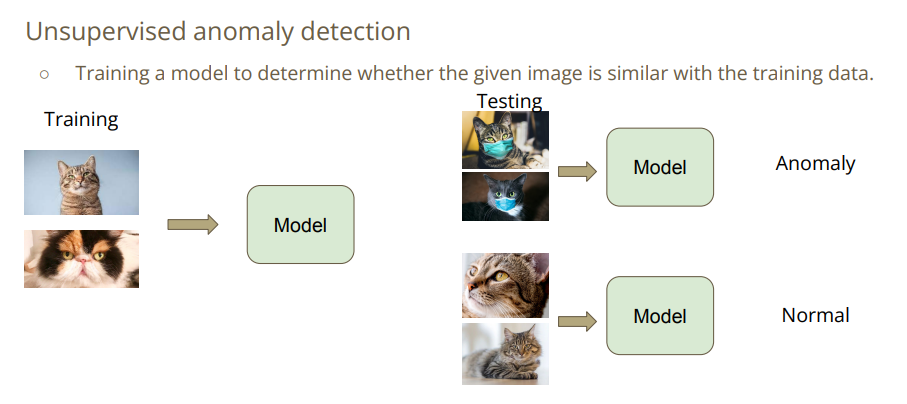 Unsupervised anomaly detection
○ Training a model to determine whether the given image is similar with the training data.
Training
Model
Testing
Model
Anomaly
Model
Normal